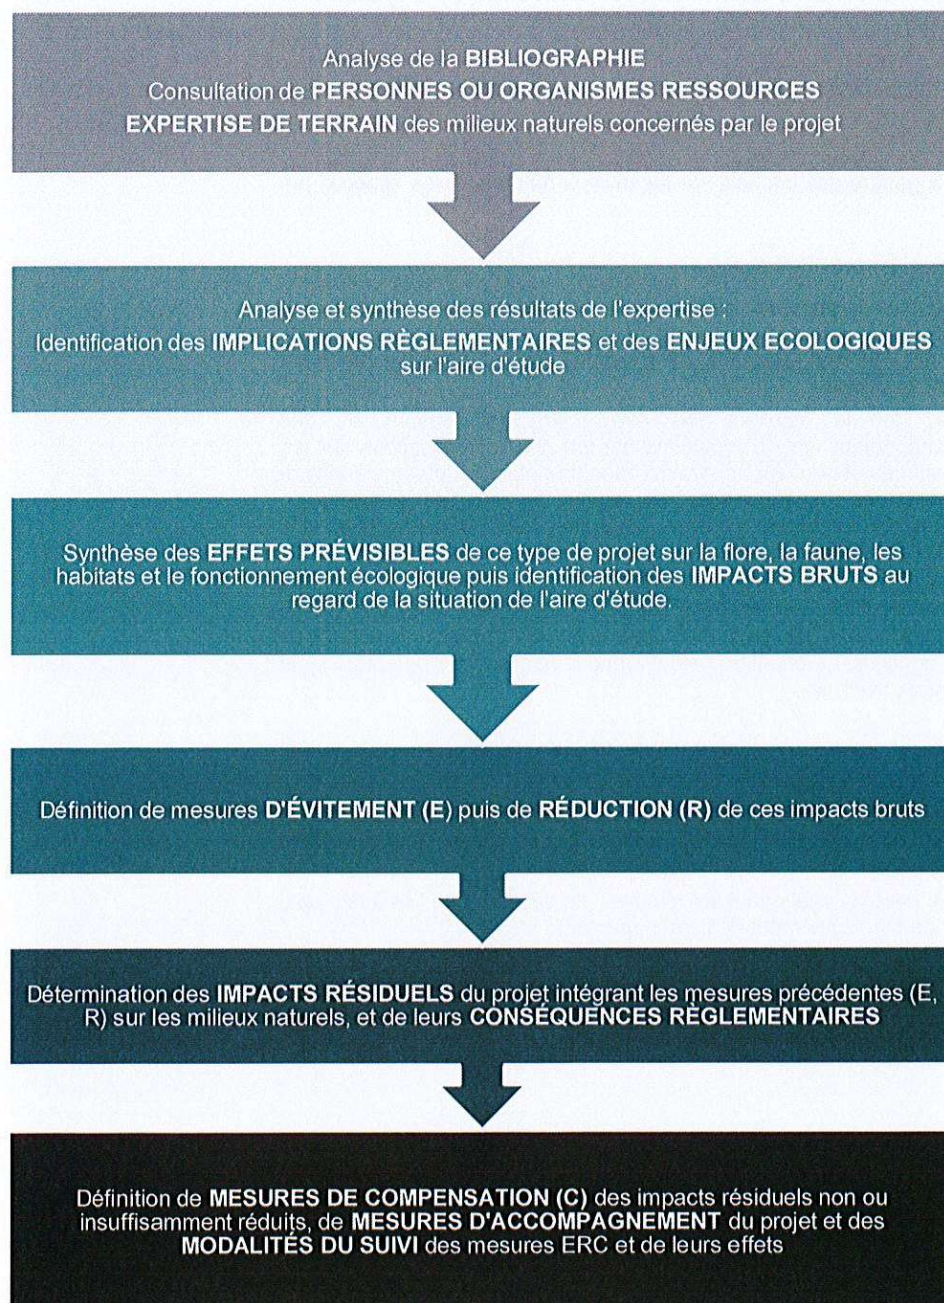 Analyse de la BIBLIOGRAPHIE
Consultation de PERSONNES OU ORGANISMES RESSOURCES
EXPERTISE DE TERRAIN des milieux naturels concernés par le projet
Analyse et synthèse des résultats de l'expertise :
Identification des IMPLICATIONS RÈGLEMENTAIRES et des ENJEUX ECOLOGIQUES
sur l'aire d'étude
Synthèse des EFFETS PRÉVISIBLES de ce type de projet sur la flore, la faune, les
habitats et le fonctionnement écologique puis identification des IMPACTS BRUTS au
regard de la situation de l'aire d'étude.
Définition de mesures D'ÉVITEMENT (E) puis de RÉDUCTION (R) de ces impacts bruts
Détermination des IMPACTS RÉSIDUELS du projet intégrant les mesures précédentes (E,
R) sur les milieux naturels, et de leurs CONSÉQUENCES RÈGLEMENTAIRES
Définition de MESURES DE COMPENSATION (C) des impacts résiduels non ou
insuffisamment réduits, de MESURES D'ACCOMPAGNEMENT du projet et des
MODALITÉS DU SUIVI des mesures ERC et de leurs effets